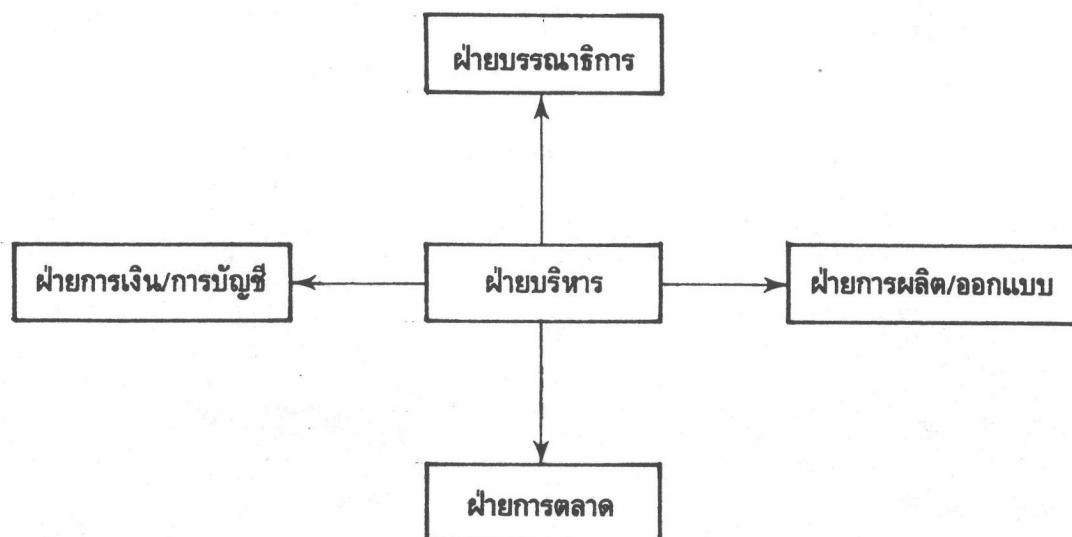 ฝ่ายบรรณาธิการ
ฝ่ายการเงิน/การบัญชี
ฝ่ายบริหาร
ฝ่ายการผลิต/ออกแบบ
ฝ่ายการตลาด